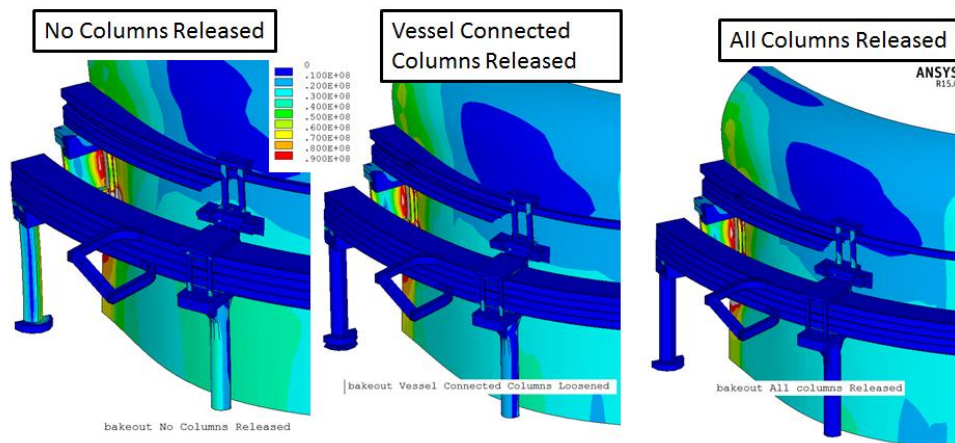 No Columns Released
Vessel Connected
Columns Released
All Columns Released
ANSYS
R15.0
0
.100E+08
.200E+08
.300E+08
.400E+08
.500E+08
.600E+08
.700E+08
.800E+08
.900E+08
bakeout Vessel Connected Columns Loosened
bakeout All columns Released
bakeout No Columns Released